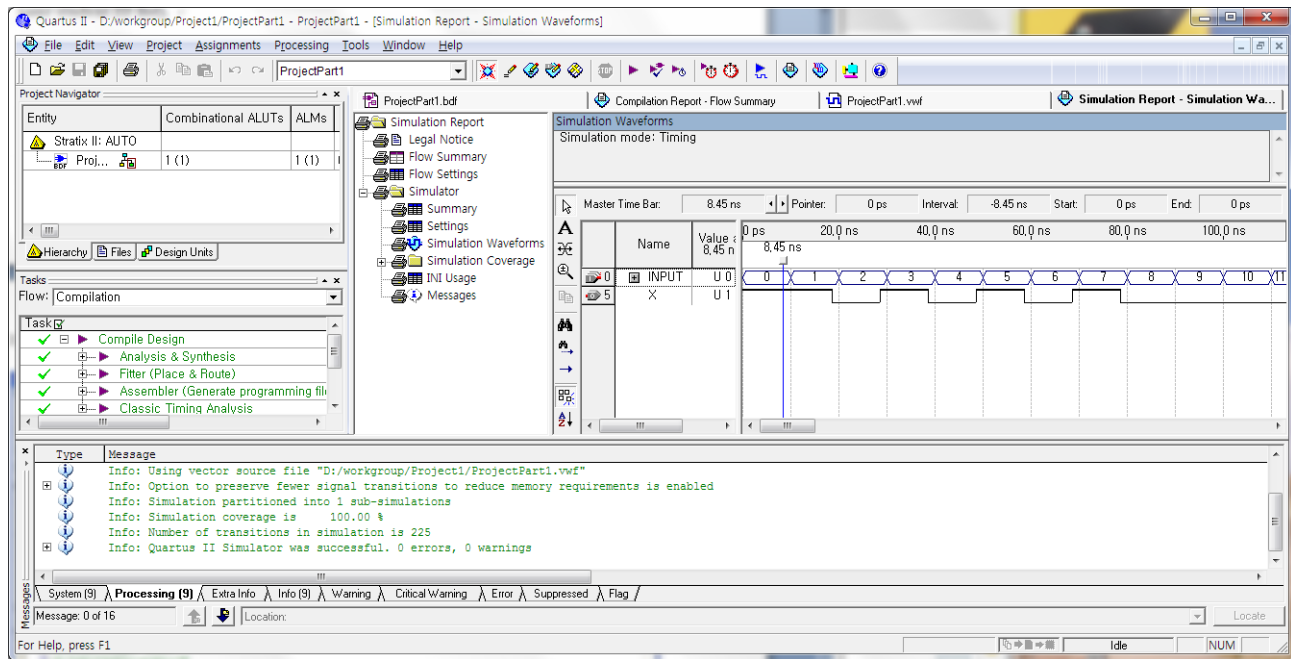 Quartus II - D:/workgroup/Project1/ProjectPart1 - ProjectPart1 - [Simulation Report - Simulation Waveforms]
File Edit View Project Assignments Processing Tools Window Help
ProjectPart1
Project Navigator
Entity Combinational ALUTs ALMs
Stratix II: AUTO
Proj... 1 (1) 1 (1)
Hierarchy Files Design Units
Tasks
Flow: Compilation
Task
Compile Design
Analysis & Synthesis
Fitter (Place & Route)
Assembler (Generate programming
Classic Timing Analysis
ProjectPart1.bdf Compilation Report - Flow Summary ProjectPart1.vwf Simulation Report - Simulation Wa...
Simulation Report
Legal Notice
Flow Summary
Flow Settings
Simulator
Summary
Settings
Simulation Waveforms
Simulation Coverage
INI Usage
Messages
Simulation Waveforms
Simulation mode: Timing
Master Time Bar: 8.45 ns Pointer: 0 ps Interval: -8.45 ns Start: 0 ps End: 0 ps
Name Value 8.45 n
0 ps 20.0 ns 40.0 ns 60.0 ns 80.0 ns 100.0 ns
8.45 ns
0 INPUT U 0 0 1 2 3 4 5 6 7 8 9 10 11
5 X U 1
Type Message
Info: Using vector source file "D:/workgroup/Project1/ProjectPart1.vwf"
Info: Option to preserve fewer signal transitions to reduce memory requirements is enabled
Info: Simulation partitioned into 1 sub-simulations
Info: Simulation coverage is 100.00 %
Info: Number of transitions in simulation is 225
Info: Quartus II Simulator was successful. 0 errors, 0 warnings
System (9) Processing (9) Extra Info Info (9) Warning Critical Warning Error Suppressed Flag
Messages
Message: 0 of 16 Location: Locate
For Help, press F1 Idle NUM